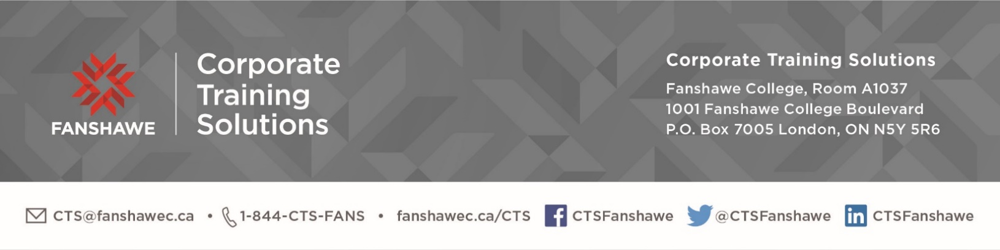 FANSHAWE
Corporate
Training
Solutions
Corporate Training Solutions
Fanshawe College, Room A1037
1001 Fanshawe College Boulevard
P.O. Box 7005 London, ON N5Y 5R6
CTS@fanshawec.ca • 1-844-CTS-FANS • fanshawec.ca/CTS f CTSFanshawe @CTSFanshawe in CTSFanshawe